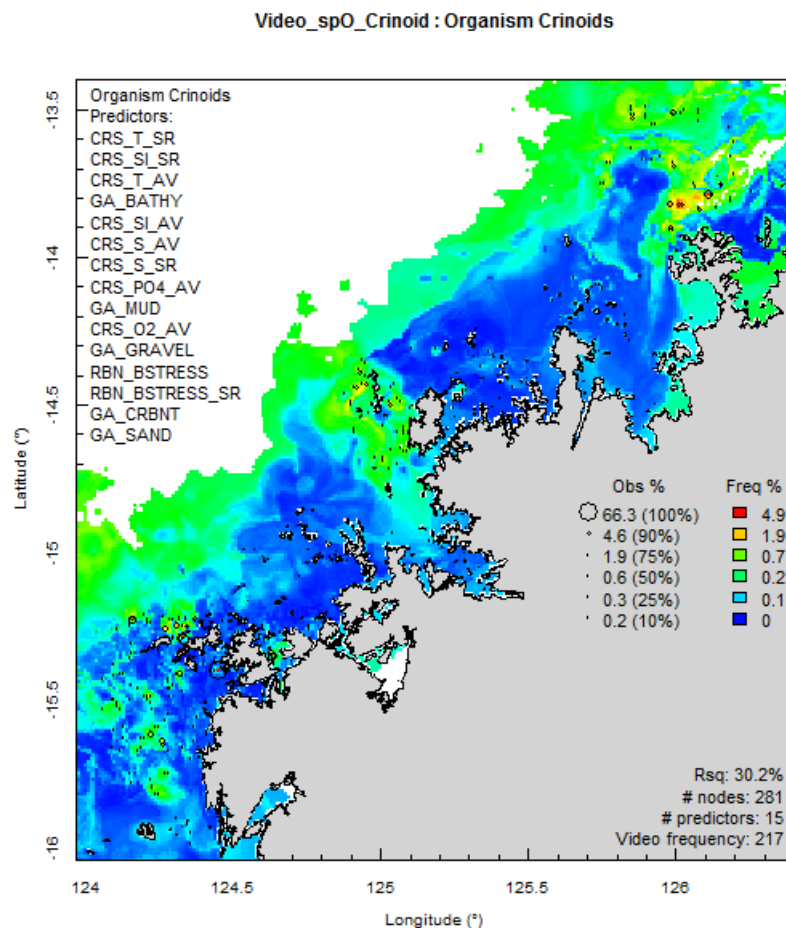 Video_spO_Crinoid : Organism Crinoids
Organism Crinoids
Predictors:
CRS_T_SR
CRS_SI_SR
CRS_T_AV
GA_BATHY
CRS_SI_AV
CRS_S_AV
CRS_S_SR
CRS_PO4_AV
GA_MUD
CRS_O2_AV
GA_GRAVEL
RBN_BSTRESS
RBN_BSTRESS_SR
GA_CRBNT
GA_SAND
-13.5
-14
-14.5
-15
-15.5
-16
Latitude (°)
Obs % Freq %
66.3 (100%) 4.9
4.6 (90%) 1.9
1.9 (75%) 0.7
0.6 (50%) 0.2
0.3 (25%) 0.1
0.2 (10%) 0
Rsq: 30.2%
# nodes: 281
# predictors: 15
Video frequency: 217
124 124.5 125 125.5 126
Longitude (°)